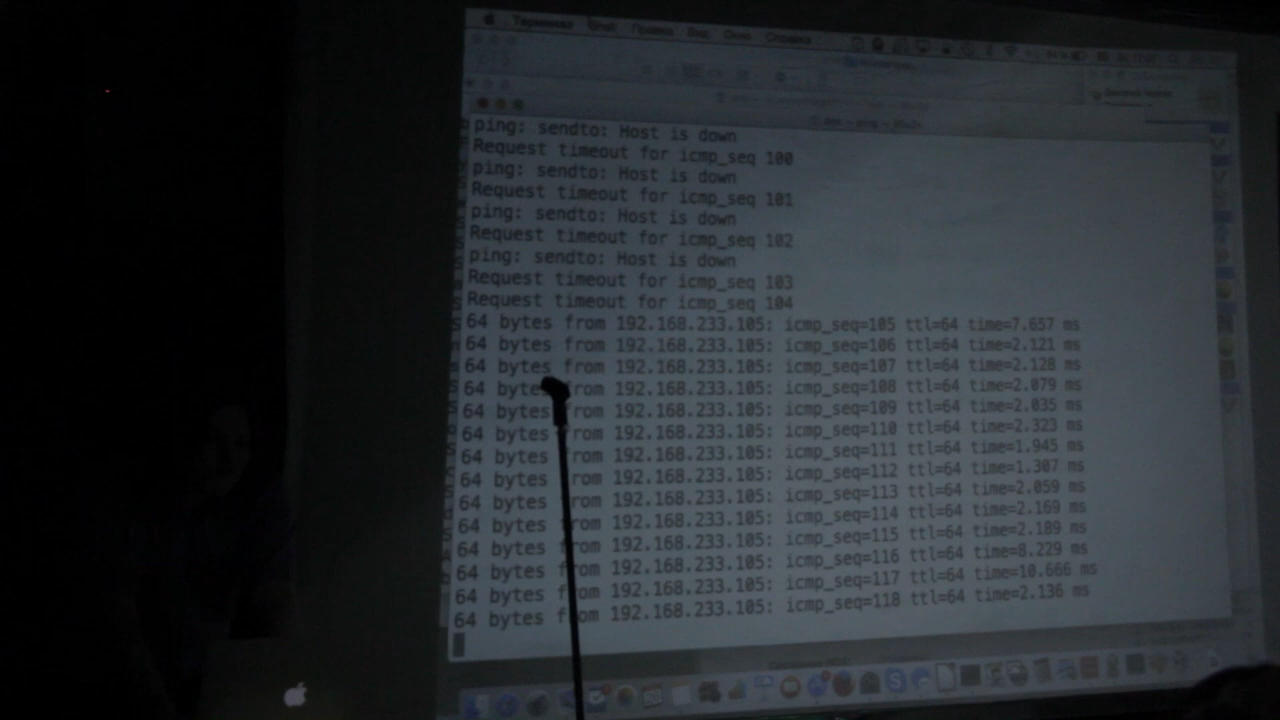 Терминал Shell Правка Вид Окно Справка
ping: sendto: Host is down
Request timeout for icmp_seq 100
ping: sendto: Host is down
Request timeout for icmp_seq 101
ping: sendto: Host is down
Request timeout for icmp_seq 102
ping: sendto: Host is down
Request timeout for icmp_seq 103
Request timeout for icmp_seq 104
64 bytes from 192.168.233.105: icmp_seq=105 ttl=64 time=7.657 ms
64 bytes from 192.168.233.105: icmp_seq=106 ttl=64 time=2.121 ms
64 bytes from 192.168.233.105: icmp_seq=107 ttl=64 time=2.128 ms
64 bytes from 192.168.233.105: icmp_seq=108 ttl=64 time=2.079 ms
64 bytes from 192.168.233.105: icmp_seq=109 ttl=64 time=2.035 ms
64 bytes from 192.168.233.105: icmp_seq=110 ttl=64 time=2.323 ms
64 bytes from 192.168.233.105: icmp_seq=111 ttl=64 time=1.945 ms
64 bytes from 192.168.233.105: icmp_seq=112 ttl=64 time=1.307 ms
64 bytes from 192.168.233.105: icmp_seq=113 ttl=64 time=2.059 ms
64 bytes from 192.168.233.105: icmp_seq=114 ttl=64 time=2.169 ms
64 bytes from 192.168.233.105: icmp_seq=115 ttl=64 time=2.189 ms
64 bytes from 192.168.233.105: icmp_seq=116 ttl=64 time=8.229 ms
64 bytes from 192.168.233.105: icmp_seq=117 ttl=64 time=10.666 ms
64 bytes from 192.168.233.105: icmp_seq=118 ttl=64 time=2.136 ms